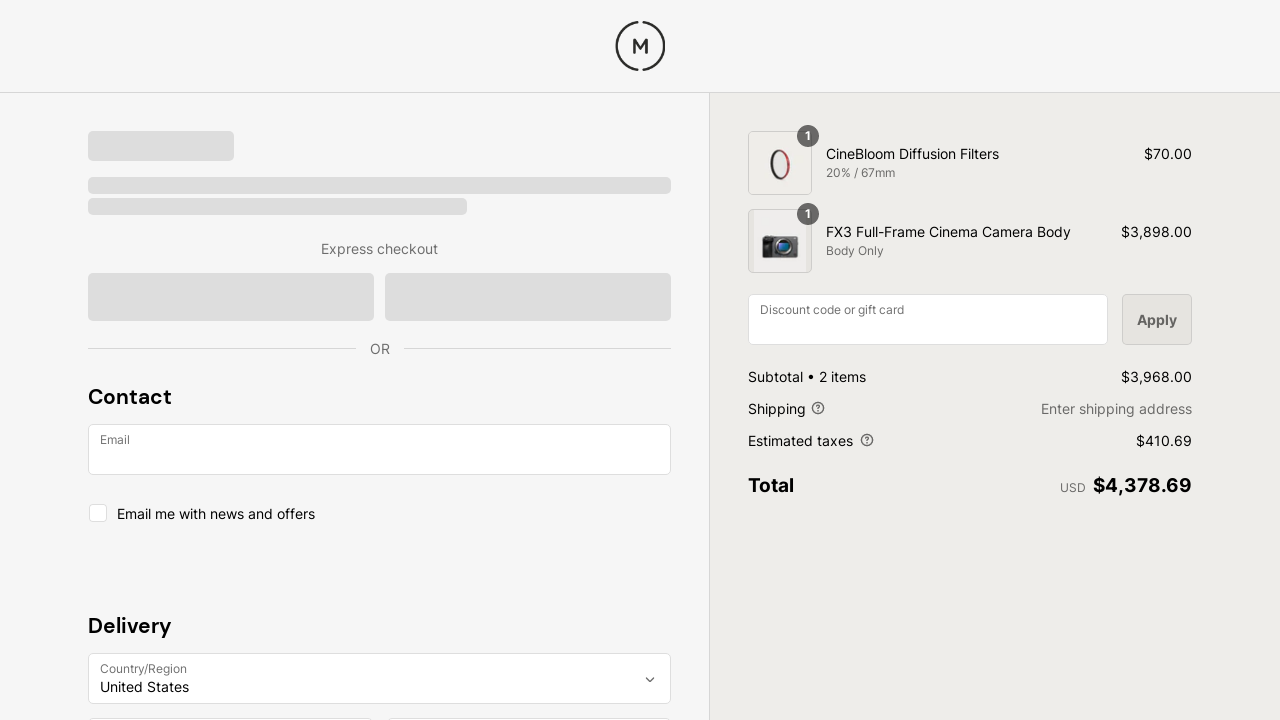 M
Express checkout
OR
Contact
Email
Email me with news and offers
Delivery
Country/Region
United States
1
CineBloom Diffusion Filters
$70.00
20% / 67mm
1
FX3 Full-Frame Cinema Camera Body
$3,898.00
Body Only
Discount code or gift card
Apply
Subtotal • 2 items
$3,968.00
Shipping
Enter shipping address
Estimated taxes
$410.69
Total
USD $4,378.69